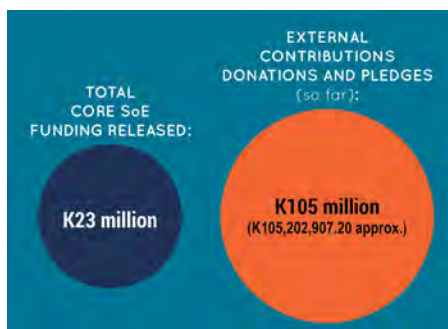 TOTAL
CORE SoE
FUNDING RELEASED:
K23 million
EXTERNAL
CONTRIBUTIONS
DONATIONS AND PLEDGES
(so far):
K105 million
(K105,202,907.20 approx.)